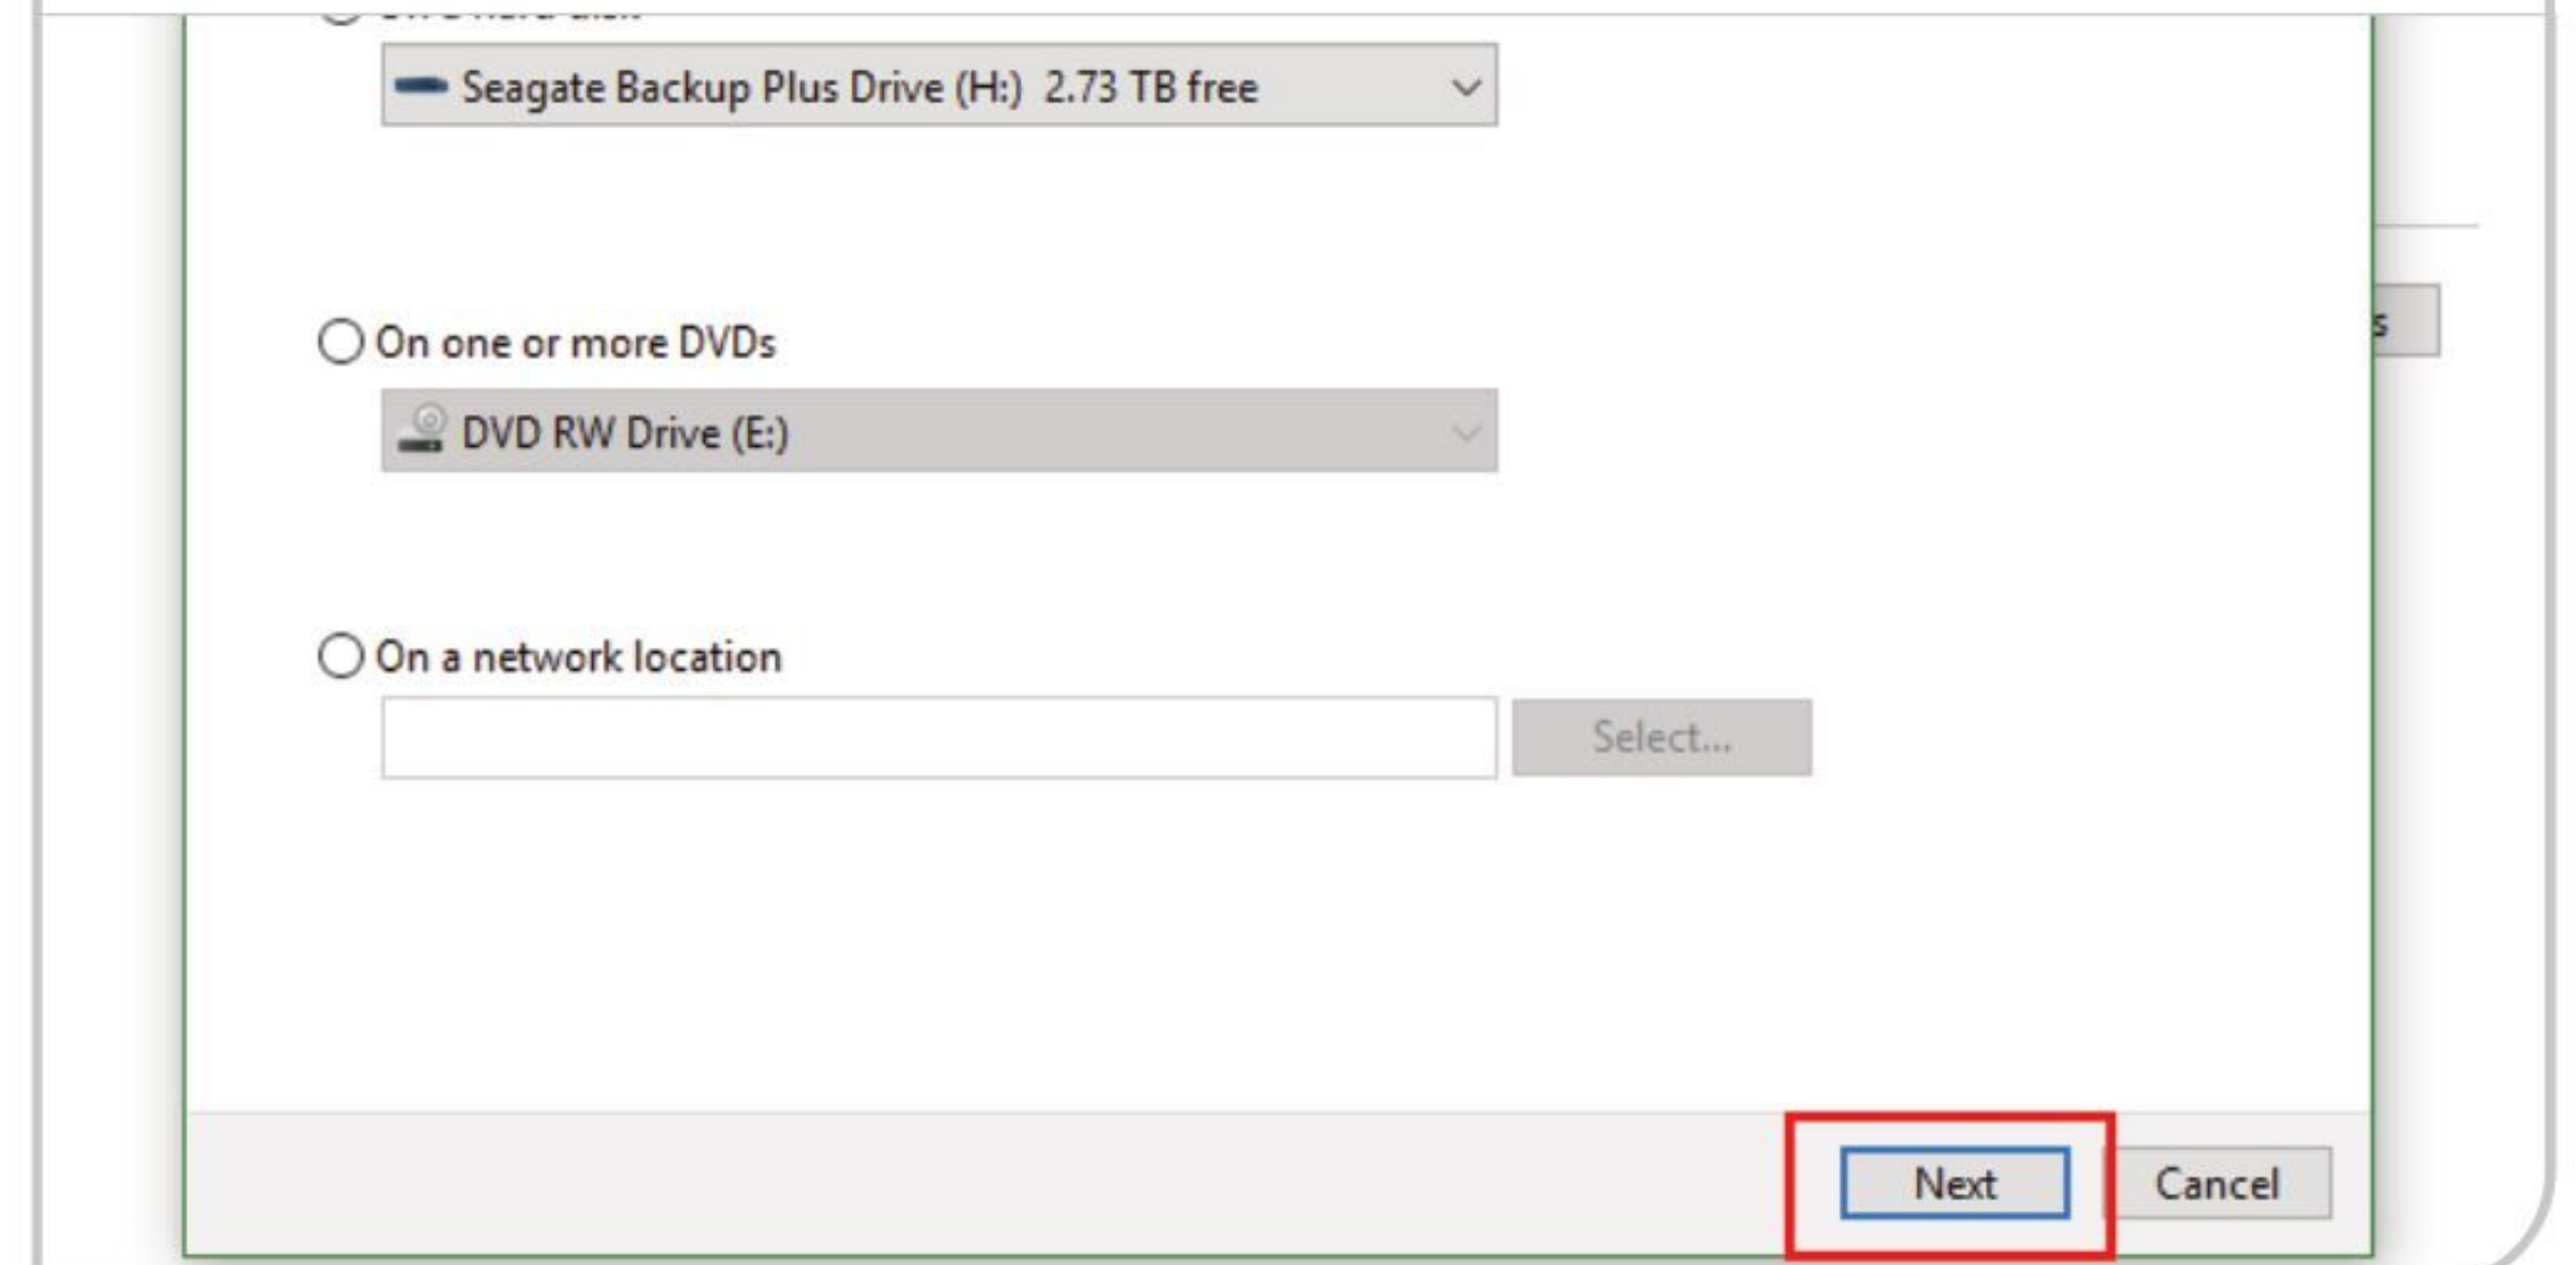 Seagate Backup Plus Drive (H:) 2.73 TB free
On one or more DVDs
s
DVD RW Drive (E:)
On a network location
Select...
Next
Cancel